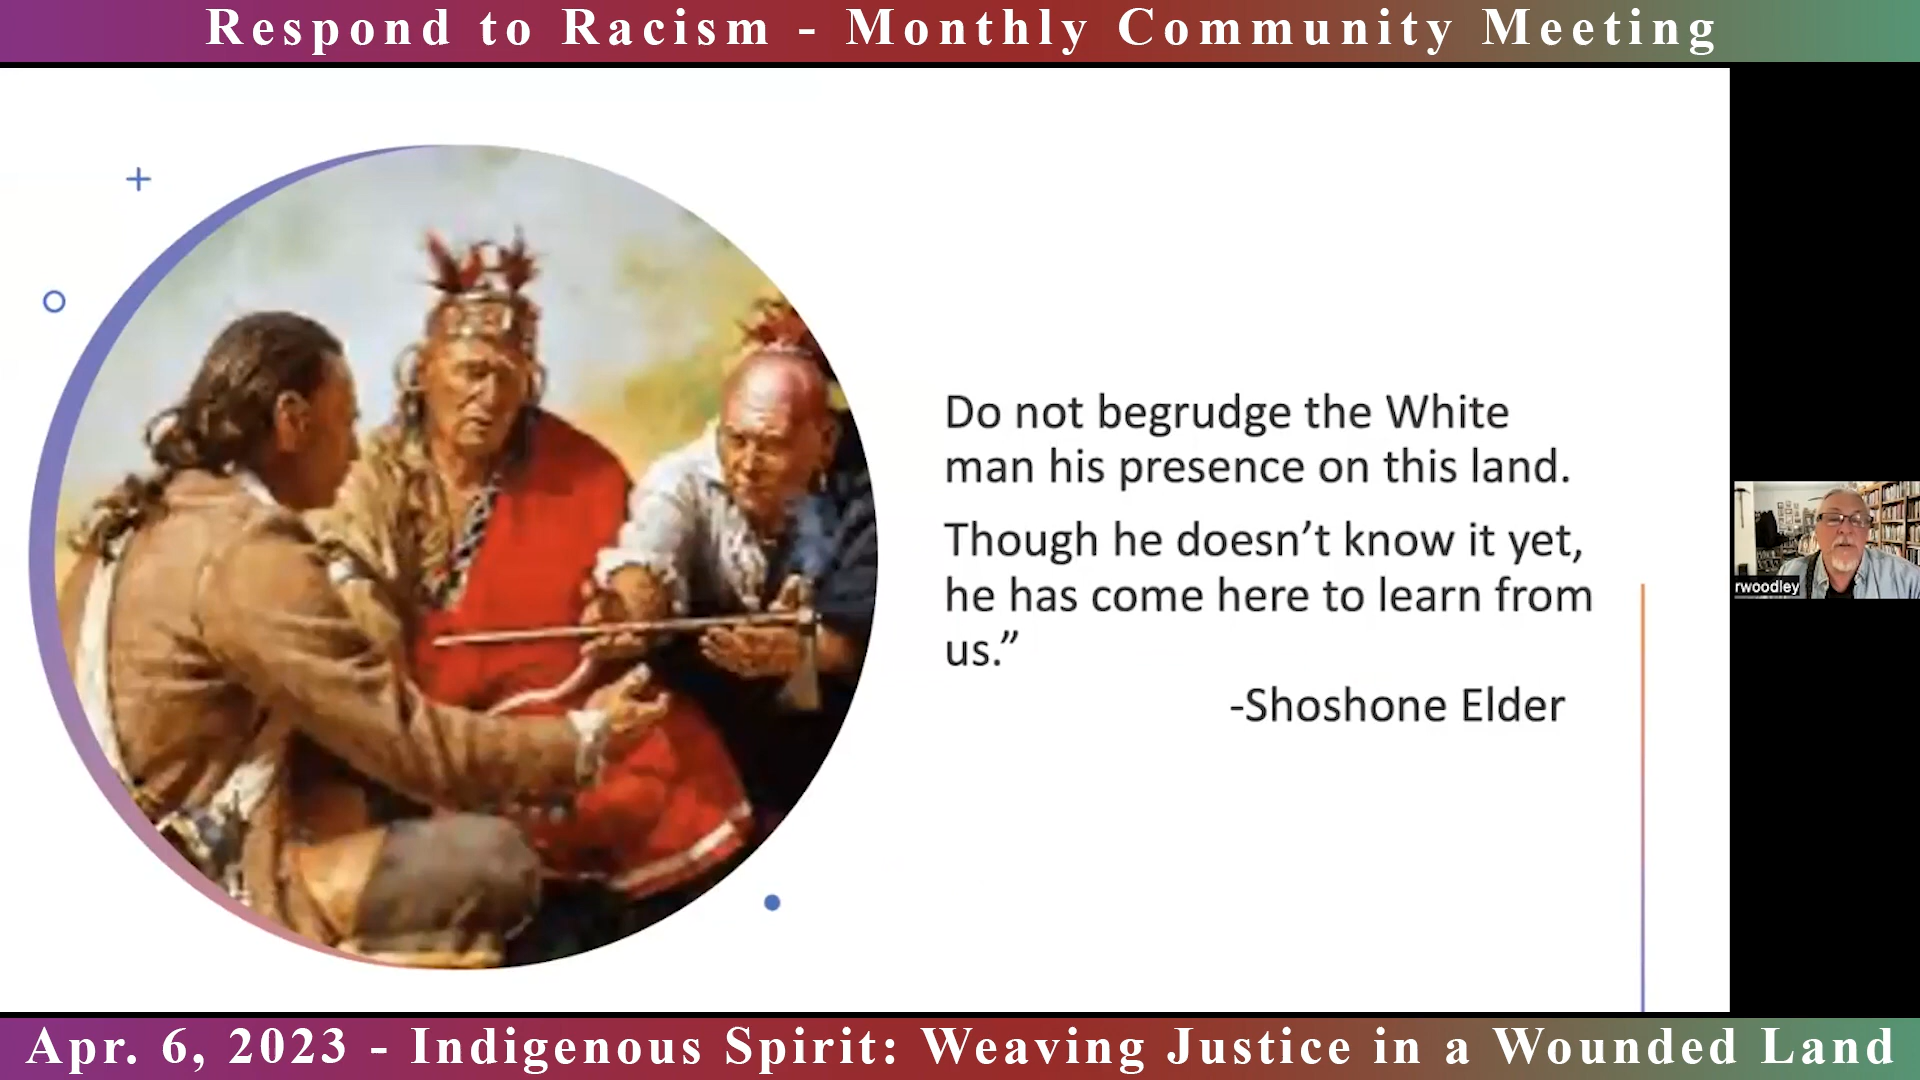 Respond to Racism - Monthly Community Meeting
Do not begrudge the White
man his presence on this land.
Though he doesn’t know it yet,
he has come here to learn from
us.”
-Shoshone Elder
rwoodley
Apr. 6, 2023 - Indigenous Spirit: Weaving Justice in a Wounded Land